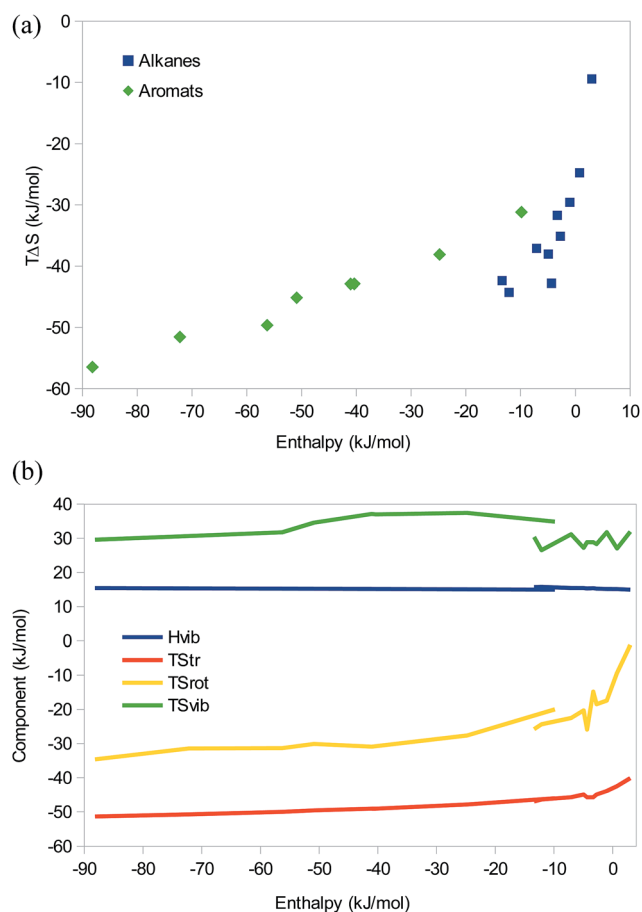 (a)
0
-10
-20
-30
-40
-50
-60
TΔS (kJ/mol)
Alkanes
Aromats
-90 -80 -70 -60 -50 -40 -30 -20 -10 0 10
Enthalpy (kJ/mol)
(b)
40
30
20
10
0
-10
-20
-30
-40
-50
-60
Component (kJ/mol)
Hvib
TStr
TSrot
TSvib
-90 -80 -70 -60 -50 -40 -30 -20 -10 0
Enthalpy (kJ/mol)